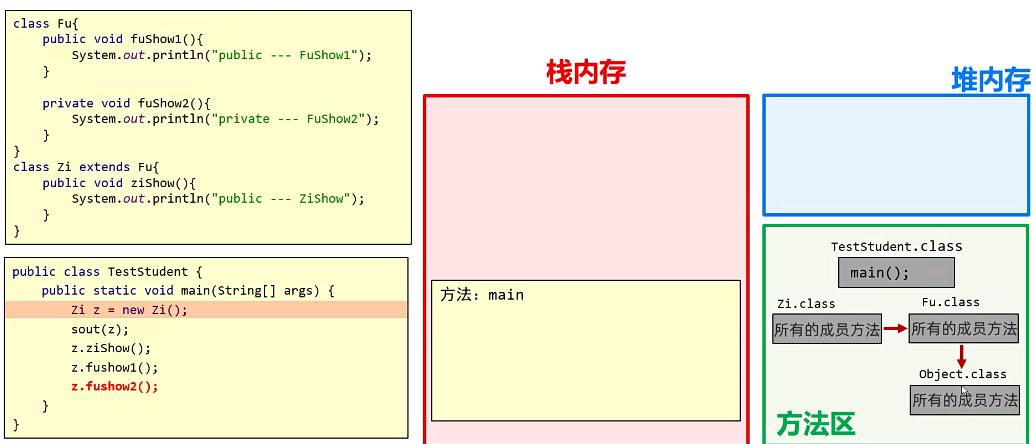 class Fu{
    public void fuShow1(){
        System.out.println("public --- FuShow1");
    }
    private void fuShow2(){
        System.out.println("private --- FuShow2");
    }
}
class Zi extends Fu{
    public void ziShow(){
        System.out.println("public --- ZiShow");
    }
}
public class TestStudent {
    public static void main(String[] args) {
        Zi z = new Zi();
        sout(z);
        z.ziShow();
        z.fushow1();
        z.fushow2();
    }
}
栈内存
方法：main
堆内存
TestStudent.class
main();
Zi.class
所有的成员方法
Fu.class
所有的成员方法
Object.class
所有的成员方法
方法区